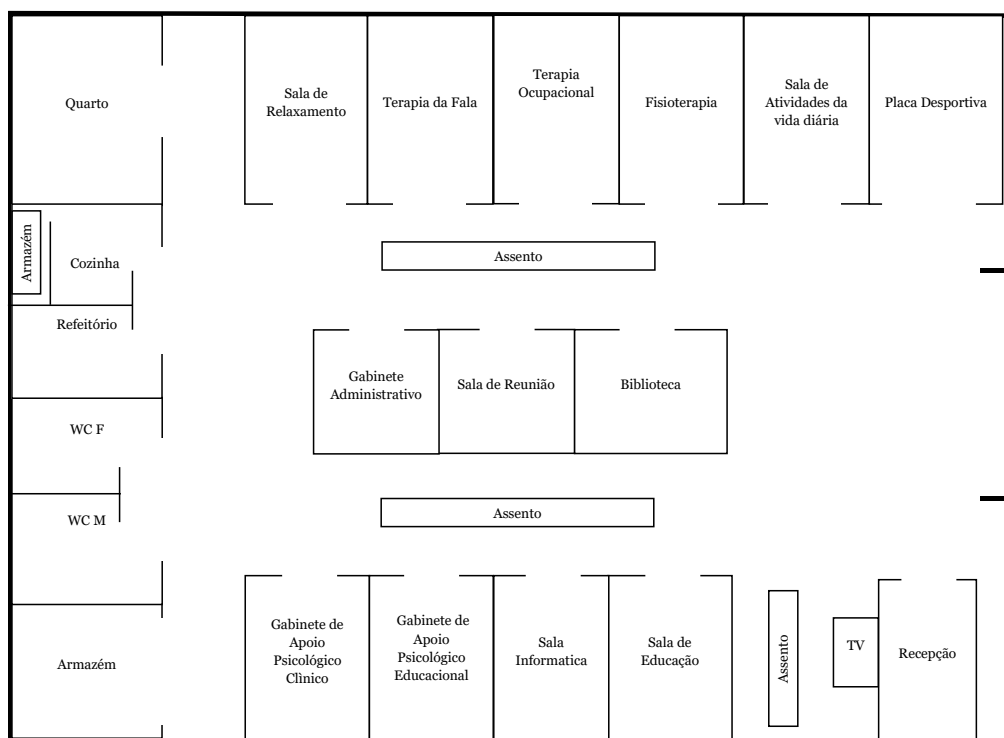 Quarto
Sala de
Relaxamento
Terapia da Fala
Terapia
Ocupacional
Fisioterapia
Sala de
Atividades da
vida diária
Placa Desportiva
Armazém
Cozinha
Refeitório
Assento
Gabinete
Administrativo
Sala de Reunião
Biblioteca
WC F
WC M
Assento
Armazém
Gabinete de
Apoio
Psicológico
Clìnico
Gabinete de
Apoio
Psicológico
Educacional
Sala
Informatica
Sala de
Educação
Assento
TV
Recepção